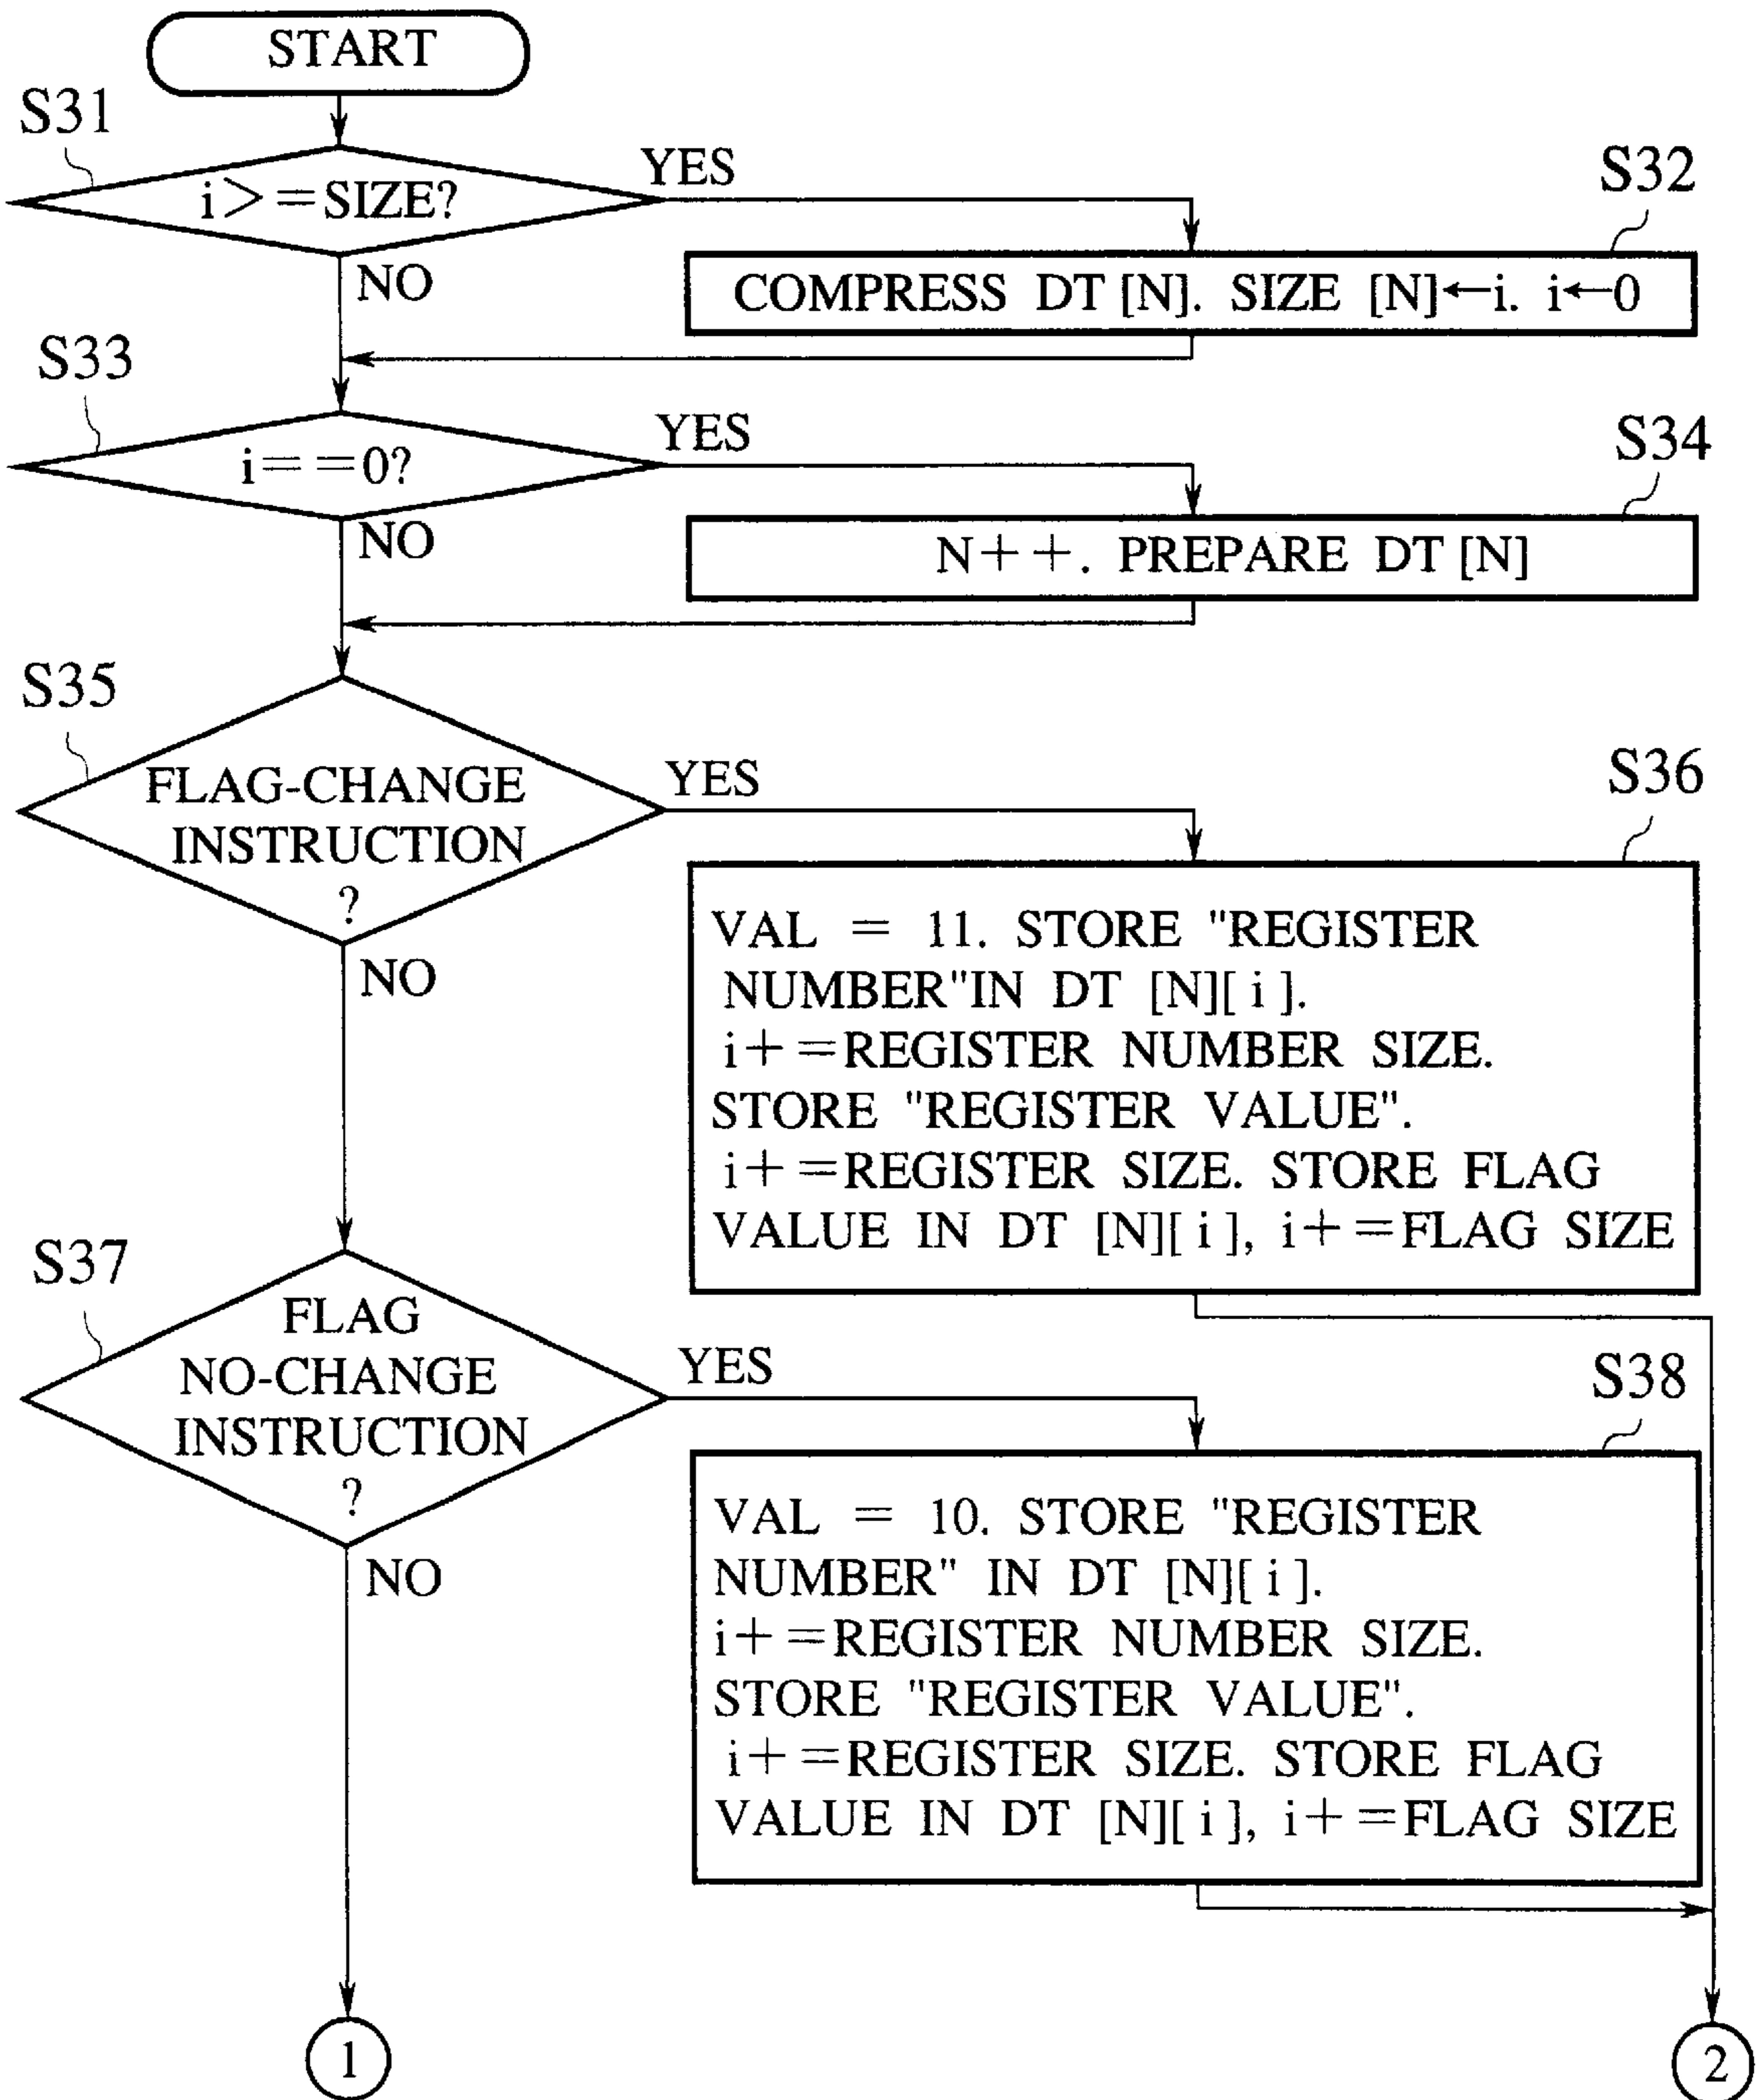 START
S31
i>=SIZE?
YES
NO
S32
COMPRESS DT [N]. SIZE [N]←i. i←0
S33
i==0?
YES
NO
S34
N++. PREPARE DT [N]
S35
FLAG-CHANGE
INSTRUCTION
?
YES
NO
S36
VAL = 11. STORE "REGISTER
NUMBER"IN DT [N][i].
i+=REGISTER NUMBER SIZE.
STORE "REGISTER VALUE".
i+=REGISTER SIZE. STORE FLAG
VALUE IN DT [N][i], i+=FLAG SIZE
S37
FLAG
NO-CHANGE
INSTRUCTION
?
YES
NO
S38
VAL = 10. STORE "REGISTER
NUMBER" IN DT [N][i].
i+=REGISTER NUMBER SIZE.
STORE "REGISTER VALUE".
i+=REGISTER SIZE. STORE FLAG
VALUE IN DT [N][i], i+=FLAG SIZE
1
2